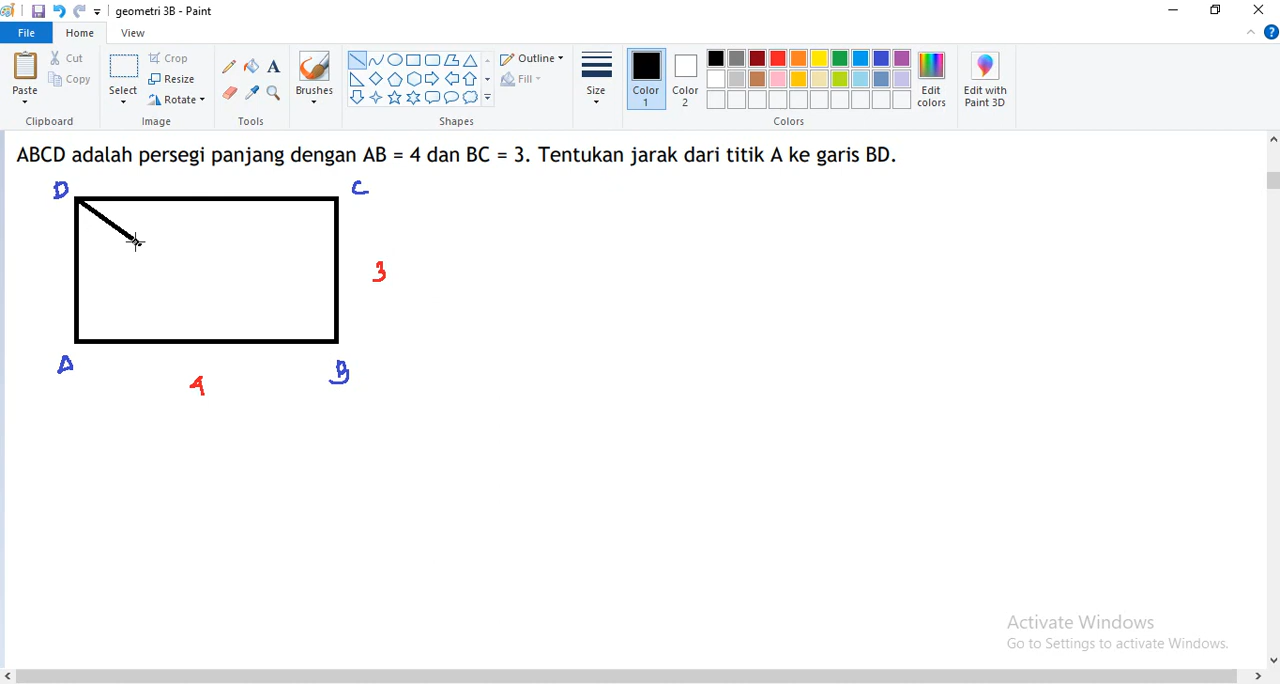 geometri 3B - Paint
File Home View
Paste Cut Copy Clipboard
Select Crop Resize Rotate Image
Tools
Brushes
Outline Fill Shapes
Size
Color 1 Color 2 Edit colors Colors
Edit with Paint 3D
ABCD adalah persegi panjang dengan AB = 4 dan BC = 3. Tentukan jarak dari titik A ke garis BD.
D C
3
A B
4
Activate Windows
Go to Settings to activate Windows.